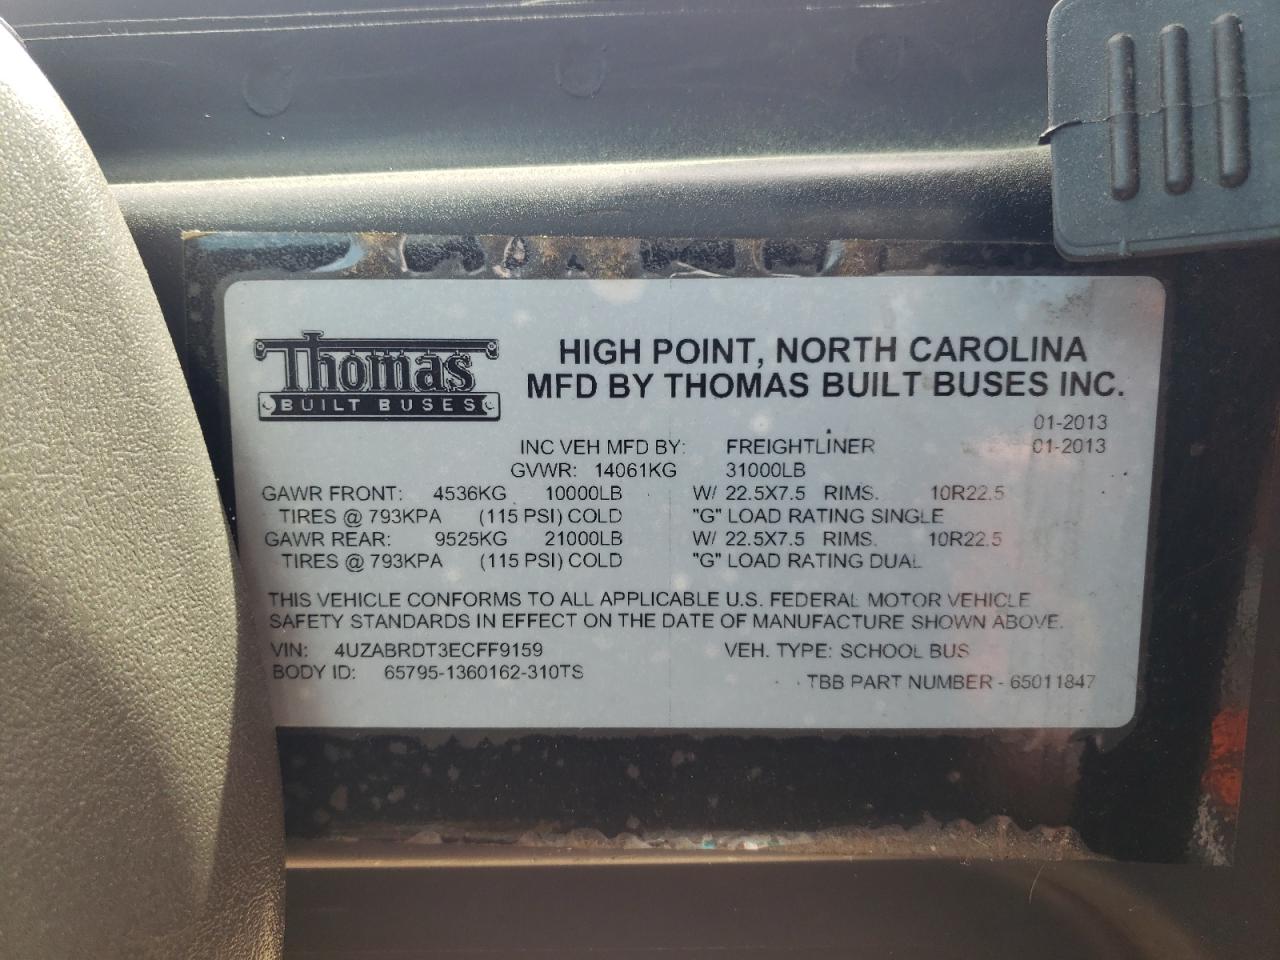 Thomas
BUILT BUSES
HIGH POINT, NORTH CAROLINA
MFD BY THOMAS BUILT BUSES INC.
01-2013
INC VEH MFD BY: FREIGHTLINER 01-2013
GVWR: 14061KG 31000LB
GAWR FRONT: 4536KG 10000LB W/ 22.5X7.5 RIMS. 10R22.5
TIRES @ 793KPA (115 PSI) COLD "G" LOAD RATING SINGLE
GAWR REAR: 9525KG 21000LB W/ 22.5X7.5 RIMS. 10R22.5
TIRES @ 793KPA (115 PSI) COLD "G" LOAD RATING DUAL
THIS VEHICLE CONFORMS TO ALL APPLICABLE U.S. FEDERAL MOTOR VEHICLE
SAFETY STANDARDS IN EFFECT ON THE DATE OF MANUFACTURE SHOWN ABOVE.
VIN: 4UZABRDT3ECFF9159 VEH. TYPE: SCHOOL BUS
BODY ID: 65795-1360162-310TS
TBB PART NUMBER - 65011847